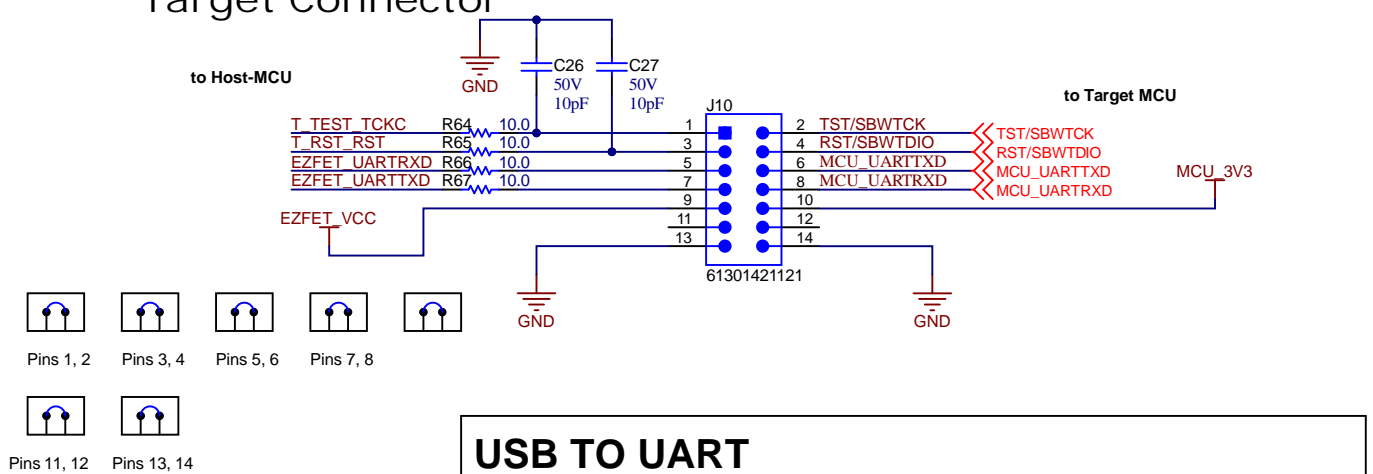 Target Connector
to Host-MCU
to Target MCU
GND
C26
50V
10pF
C27
50V
10pF
J10
T_TEST_TCKC R64 10.0 1 2 TST/SBWTCK TST/SBWTCK
T_RST_RST R65 10.0 3 4 RST/SBWTDIO RST/SBWTDIO
EZFET_UARTRXD R66 10.0 5 6 MCU_UARTTXD MCU_UARTTXD
EZFET_UARTTXD R67 10.0 7 8 MCU_UARTRXD MCU_UARTRXD
MCU_3V3
EZFET_VCC
9 10
11 12
13 14
61301421121
GND
GND
Pins 1, 2 Pins 3, 4 Pins 5, 6 Pins 7, 8
Pins 11, 12 Pins 13, 14
USB TO UART